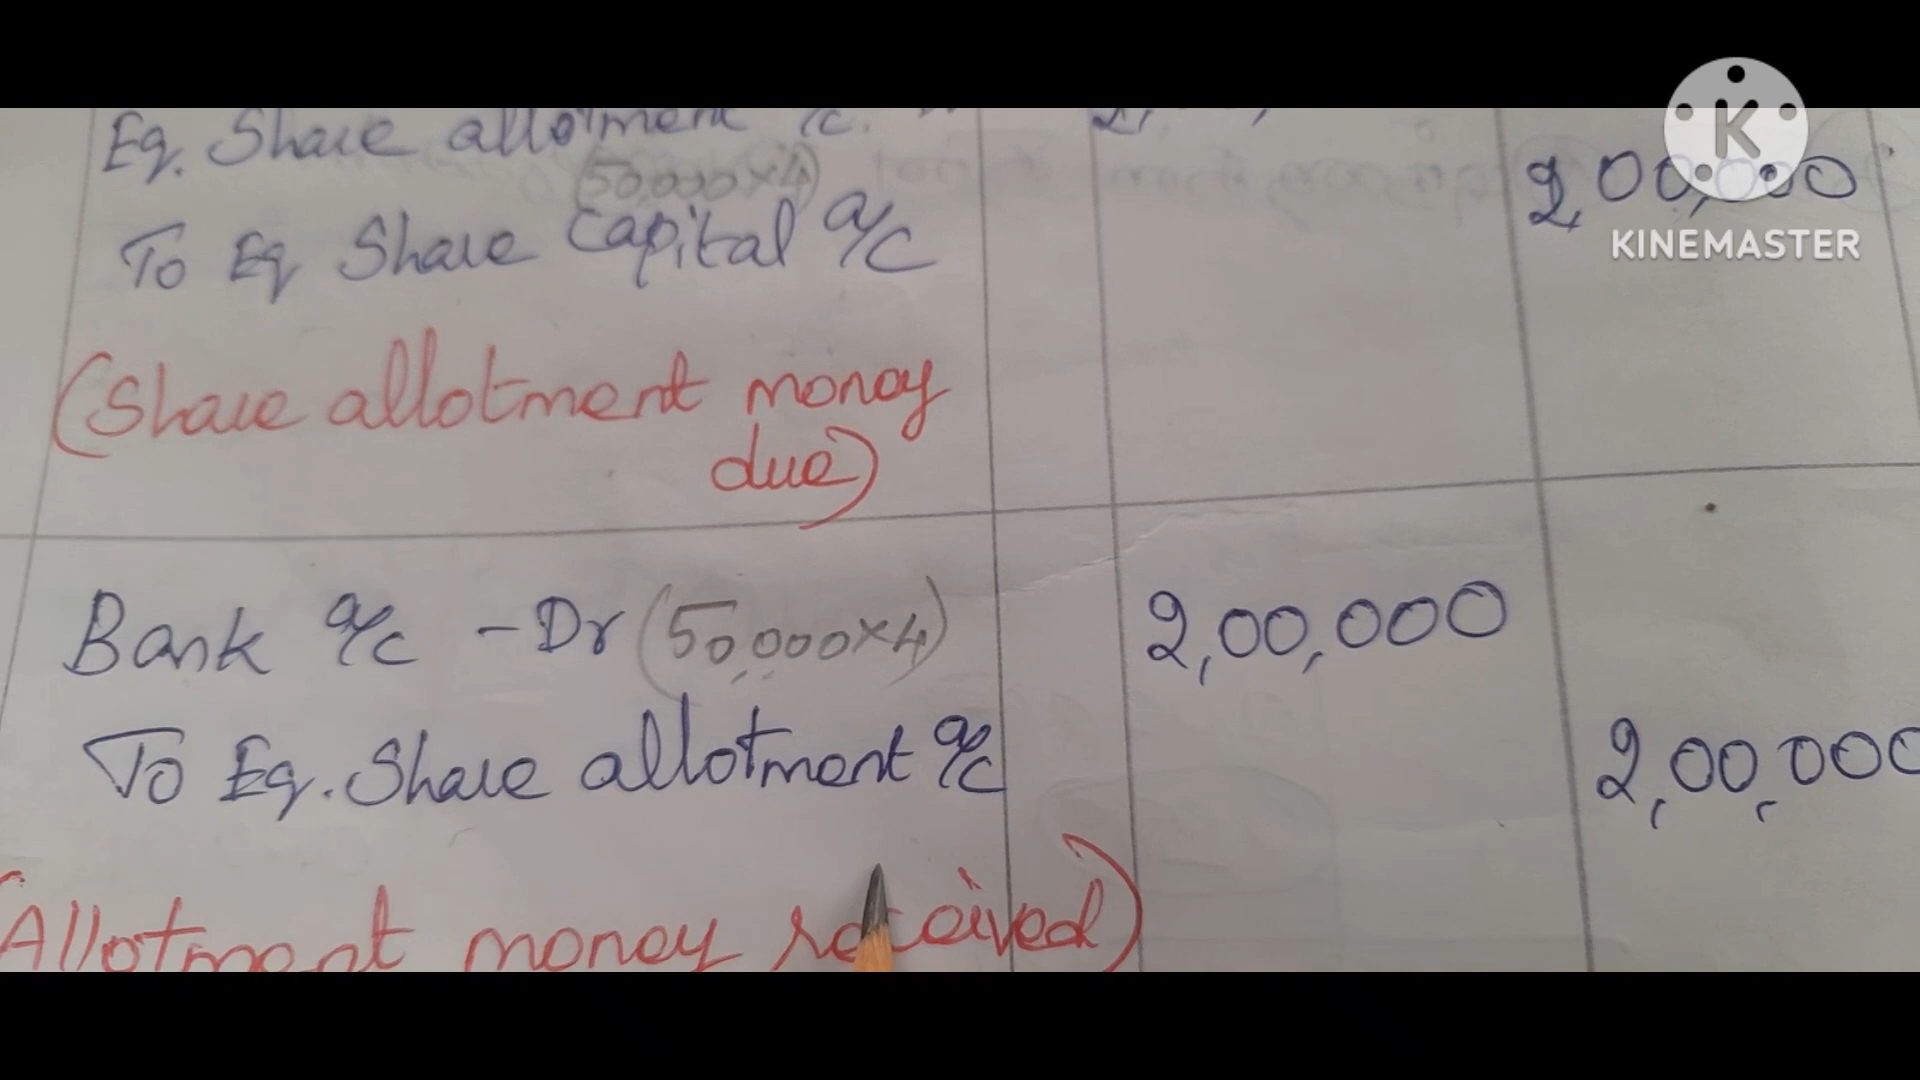 Eq. Share allotment a/c.
(50,000×4)
To Eq Share Capital a/c 2,00,000
(Share allotment money
due)
Bank a/c - Dr (50,000×4) 2,00,000
To Eq. Share allotment a/c 2,00,000
(Allotment money received)
K
KINEMASTER